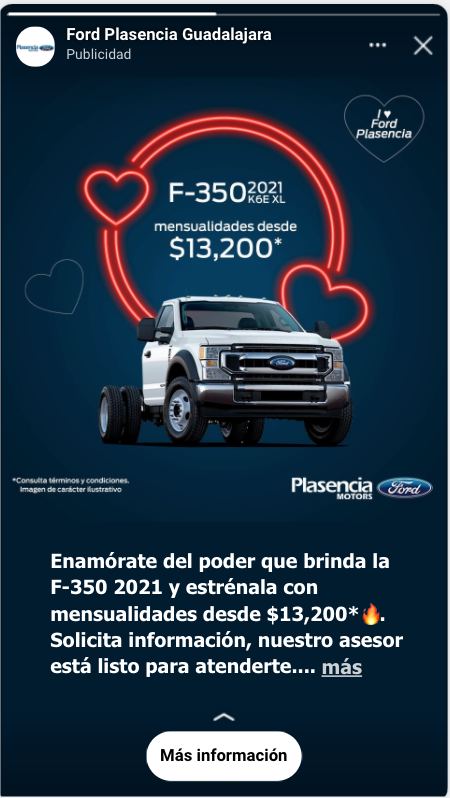 Ford Plasencia Guadalajara
Publicidad
Plasencia Ford
I ♥
Ford
Plasencia
F-350 2021
K6E XL
mensualidades desde
$13,200*
*Consulta términos y condiciones.
Imagen de carácter ilustrativo
Plasencia
MOTORS
Ford
Enamórate del poder que brinda la
F-350 2021 y estrénala con
mensualidades desde $13,200*🔥.
Solicita información, nuestro asesor
está listo para atenderte.... más
Más información